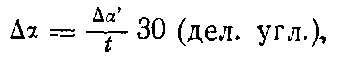 Δα = Δα'/t 30 (дел. угл.),